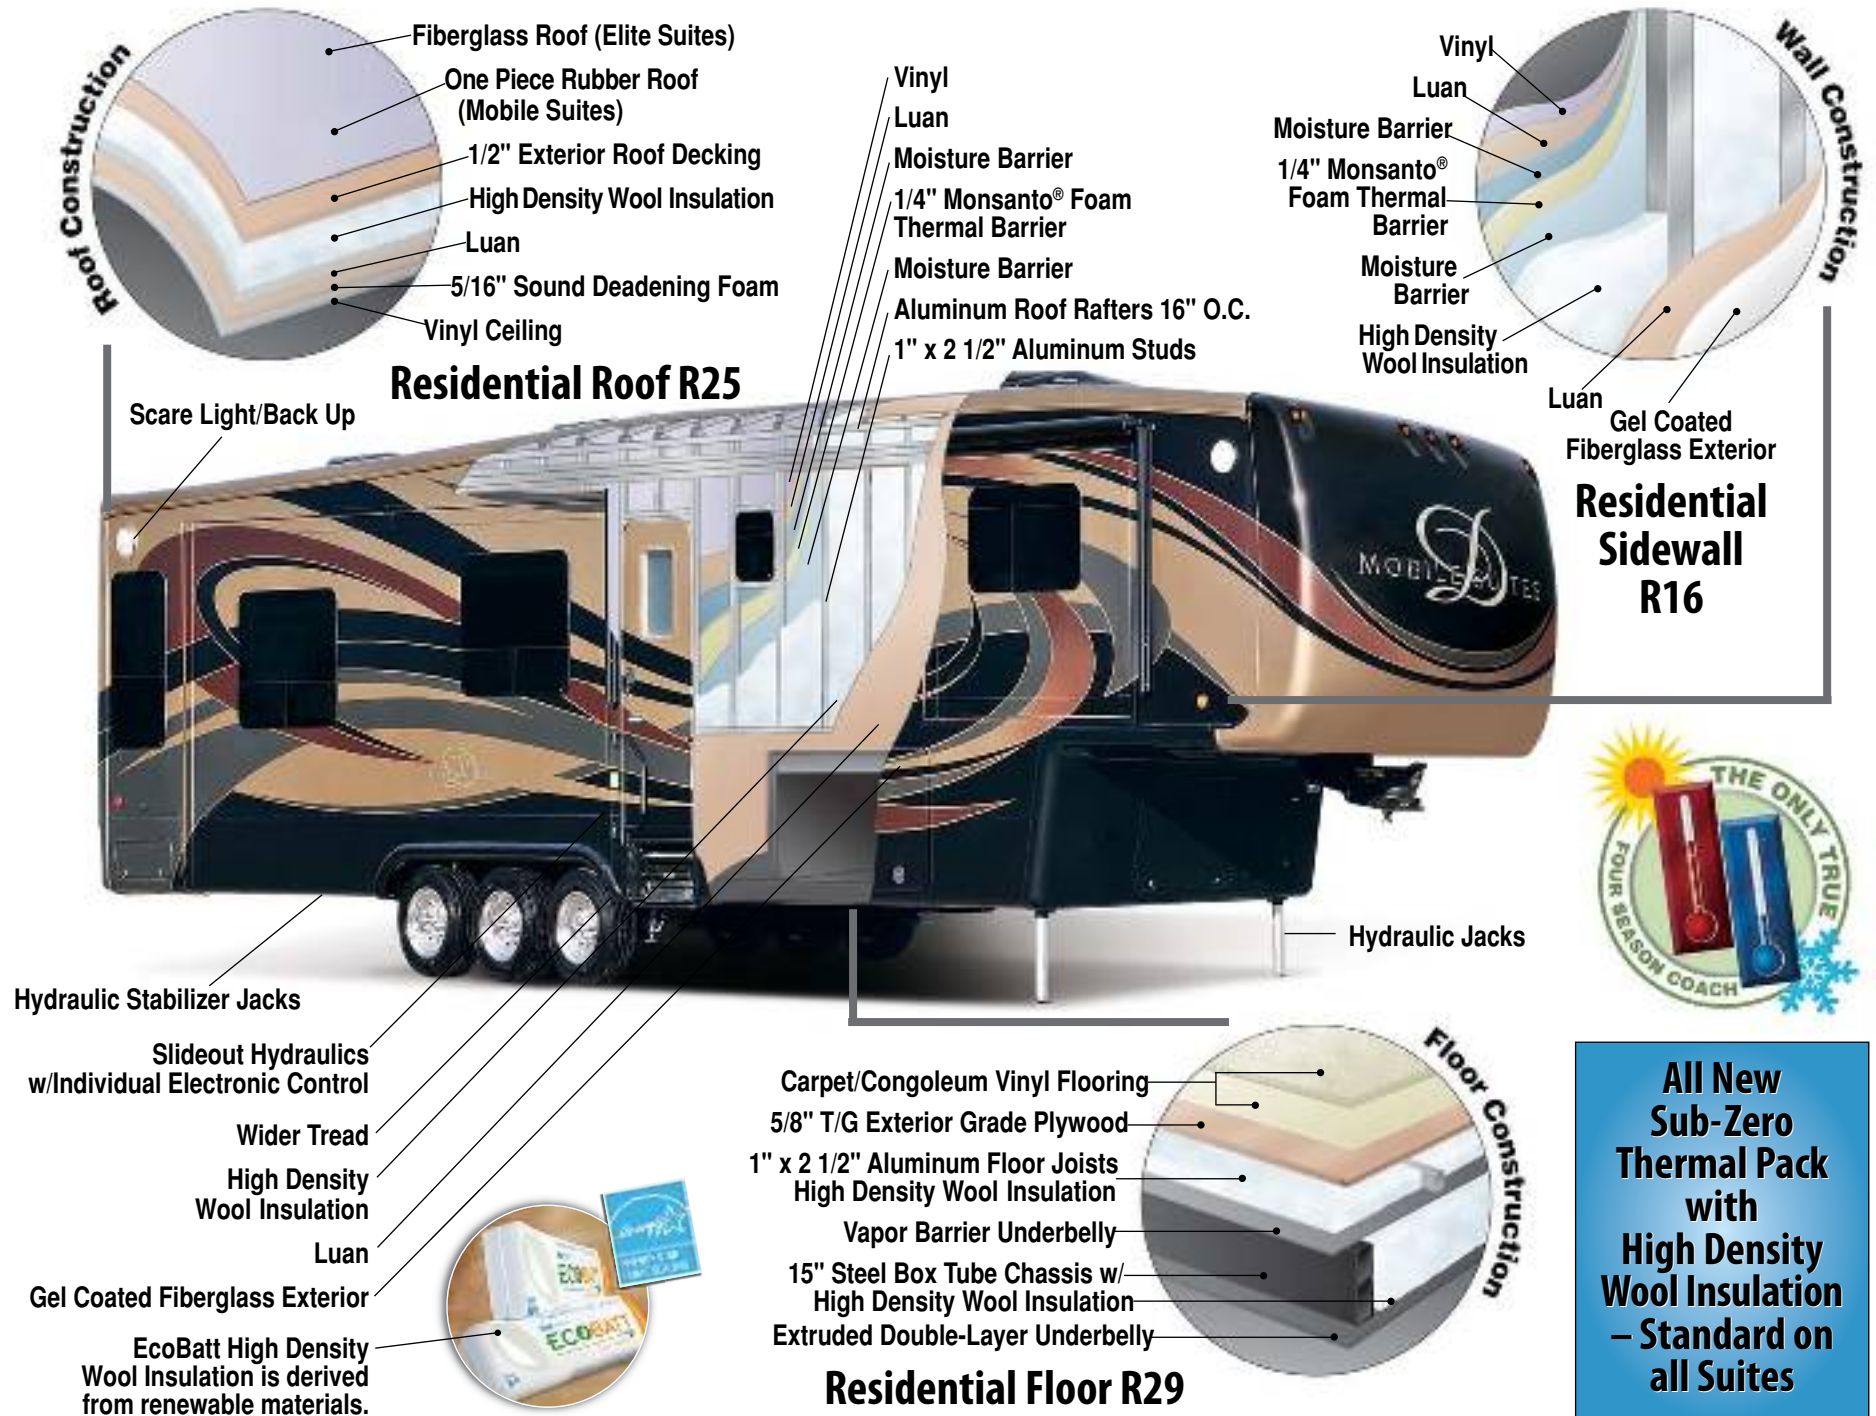 Roof Construction
Fiberglass Roof (Elite Suites)
One Piece Rubber Roof
(Mobile Suites)
1/2" Exterior Roof Decking
High Density Wool Insulation
Luan
5/16" Sound Deadening Foam
Vinyl Ceiling
Residential Roof R25
Scare Light/Back Up
Vinyl
Luan
Moisture Barrier
1/4" Monsanto® Foam
Thermal Barrier
Moisture Barrier
Aluminum Roof Rafters 16" O.C.
1" x 2 1/2" Aluminum Studs
Wall Construction
Vinyl
Luan
Moisture Barrier
1/4" Monsanto®
Foam Thermal
Barrier
Moisture
Barrier
High Density
Wool Insulation
Luan
Gel Coated
Fiberglass Exterior
Residential
Sidewall
R16
D
MOBILE SUITES
THE ONLY TRUE
FOUR SEASON COACH
Hydraulic Jacks
Hydraulic Stabilizer Jacks
Slideout Hydraulics
w/Individual Electronic Control
Wider Tread
High Density
Wool Insulation
Luan
Gel Coated Fiberglass Exterior
EcoBatt High Density
Wool Insulation is derived
from renewable materials.
ECOBATT
ECOBATT
Floor Construction
Carpet/Congoleum Vinyl Flooring
5/8" T/G Exterior Grade Plywood
1" x 2 1/2" Aluminum Floor Joists
High Density Wool Insulation
Vapor Barrier Underbelly
15" Steel Box Tube Chassis w/
High Density Wool Insulation
Extruded Double-Layer Underbelly
Residential Floor R29
All New
Sub-Zero
Thermal Pack
with
High Density
Wool Insulation
– Standard on
all Suites